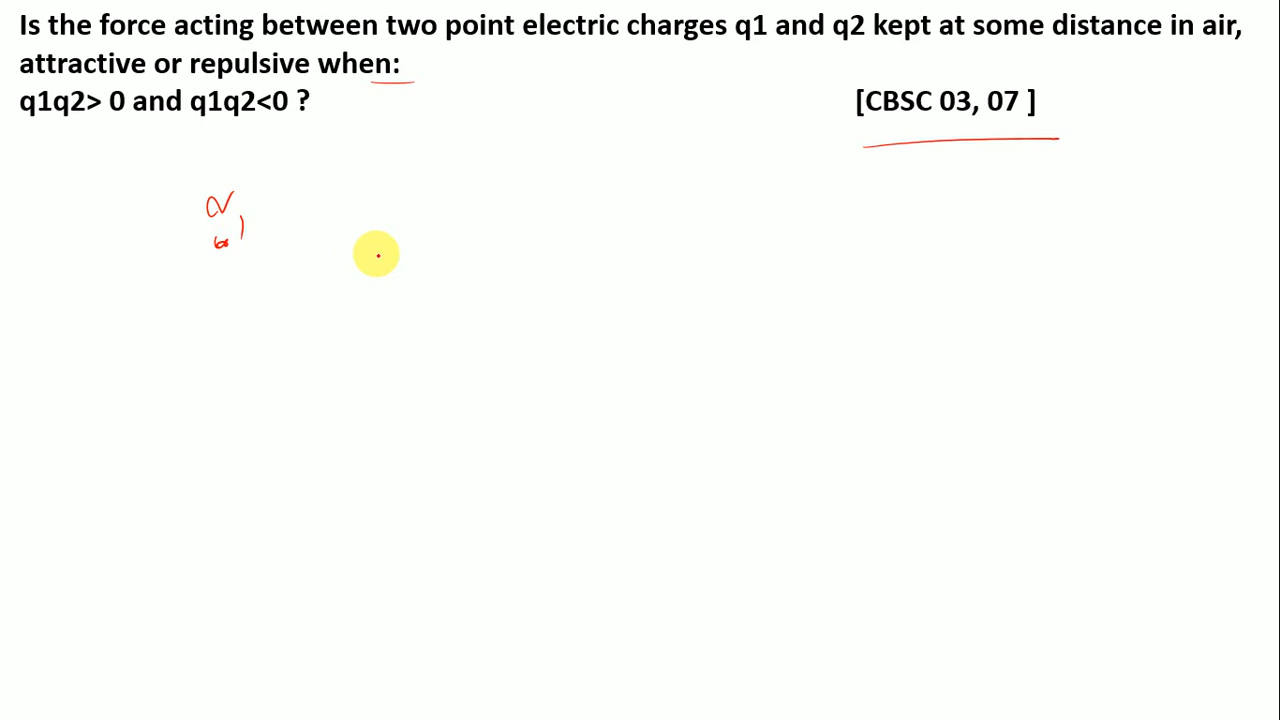 Is the force acting between two point electric charges q1 and q2 kept at some distance in air,
attractive or repulsive when:
q1q2> 0 and q1q2<0 ? [CBSC 03, 07 ]